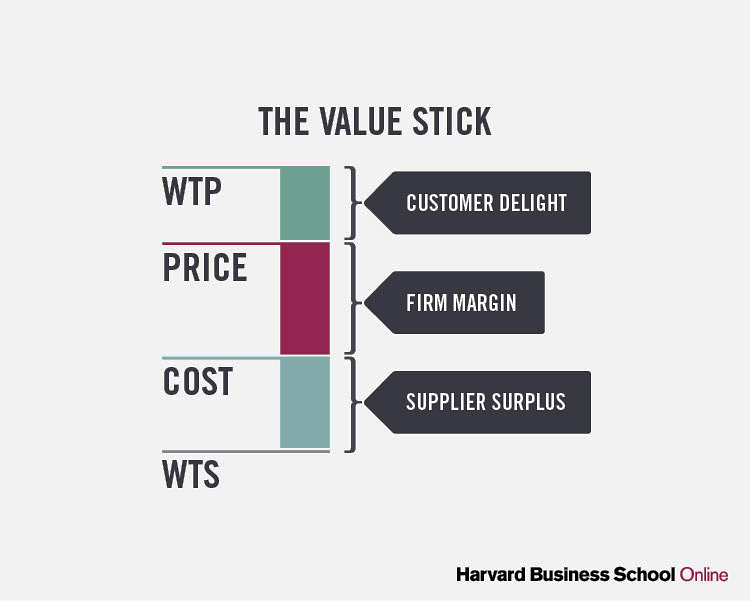 THE VALUE STICK
WTP
CUSTOMER DELIGHT
PRICE
FIRM MARGIN
COST
SUPPLIER SURPLUS
WTS
Harvard Business School Online